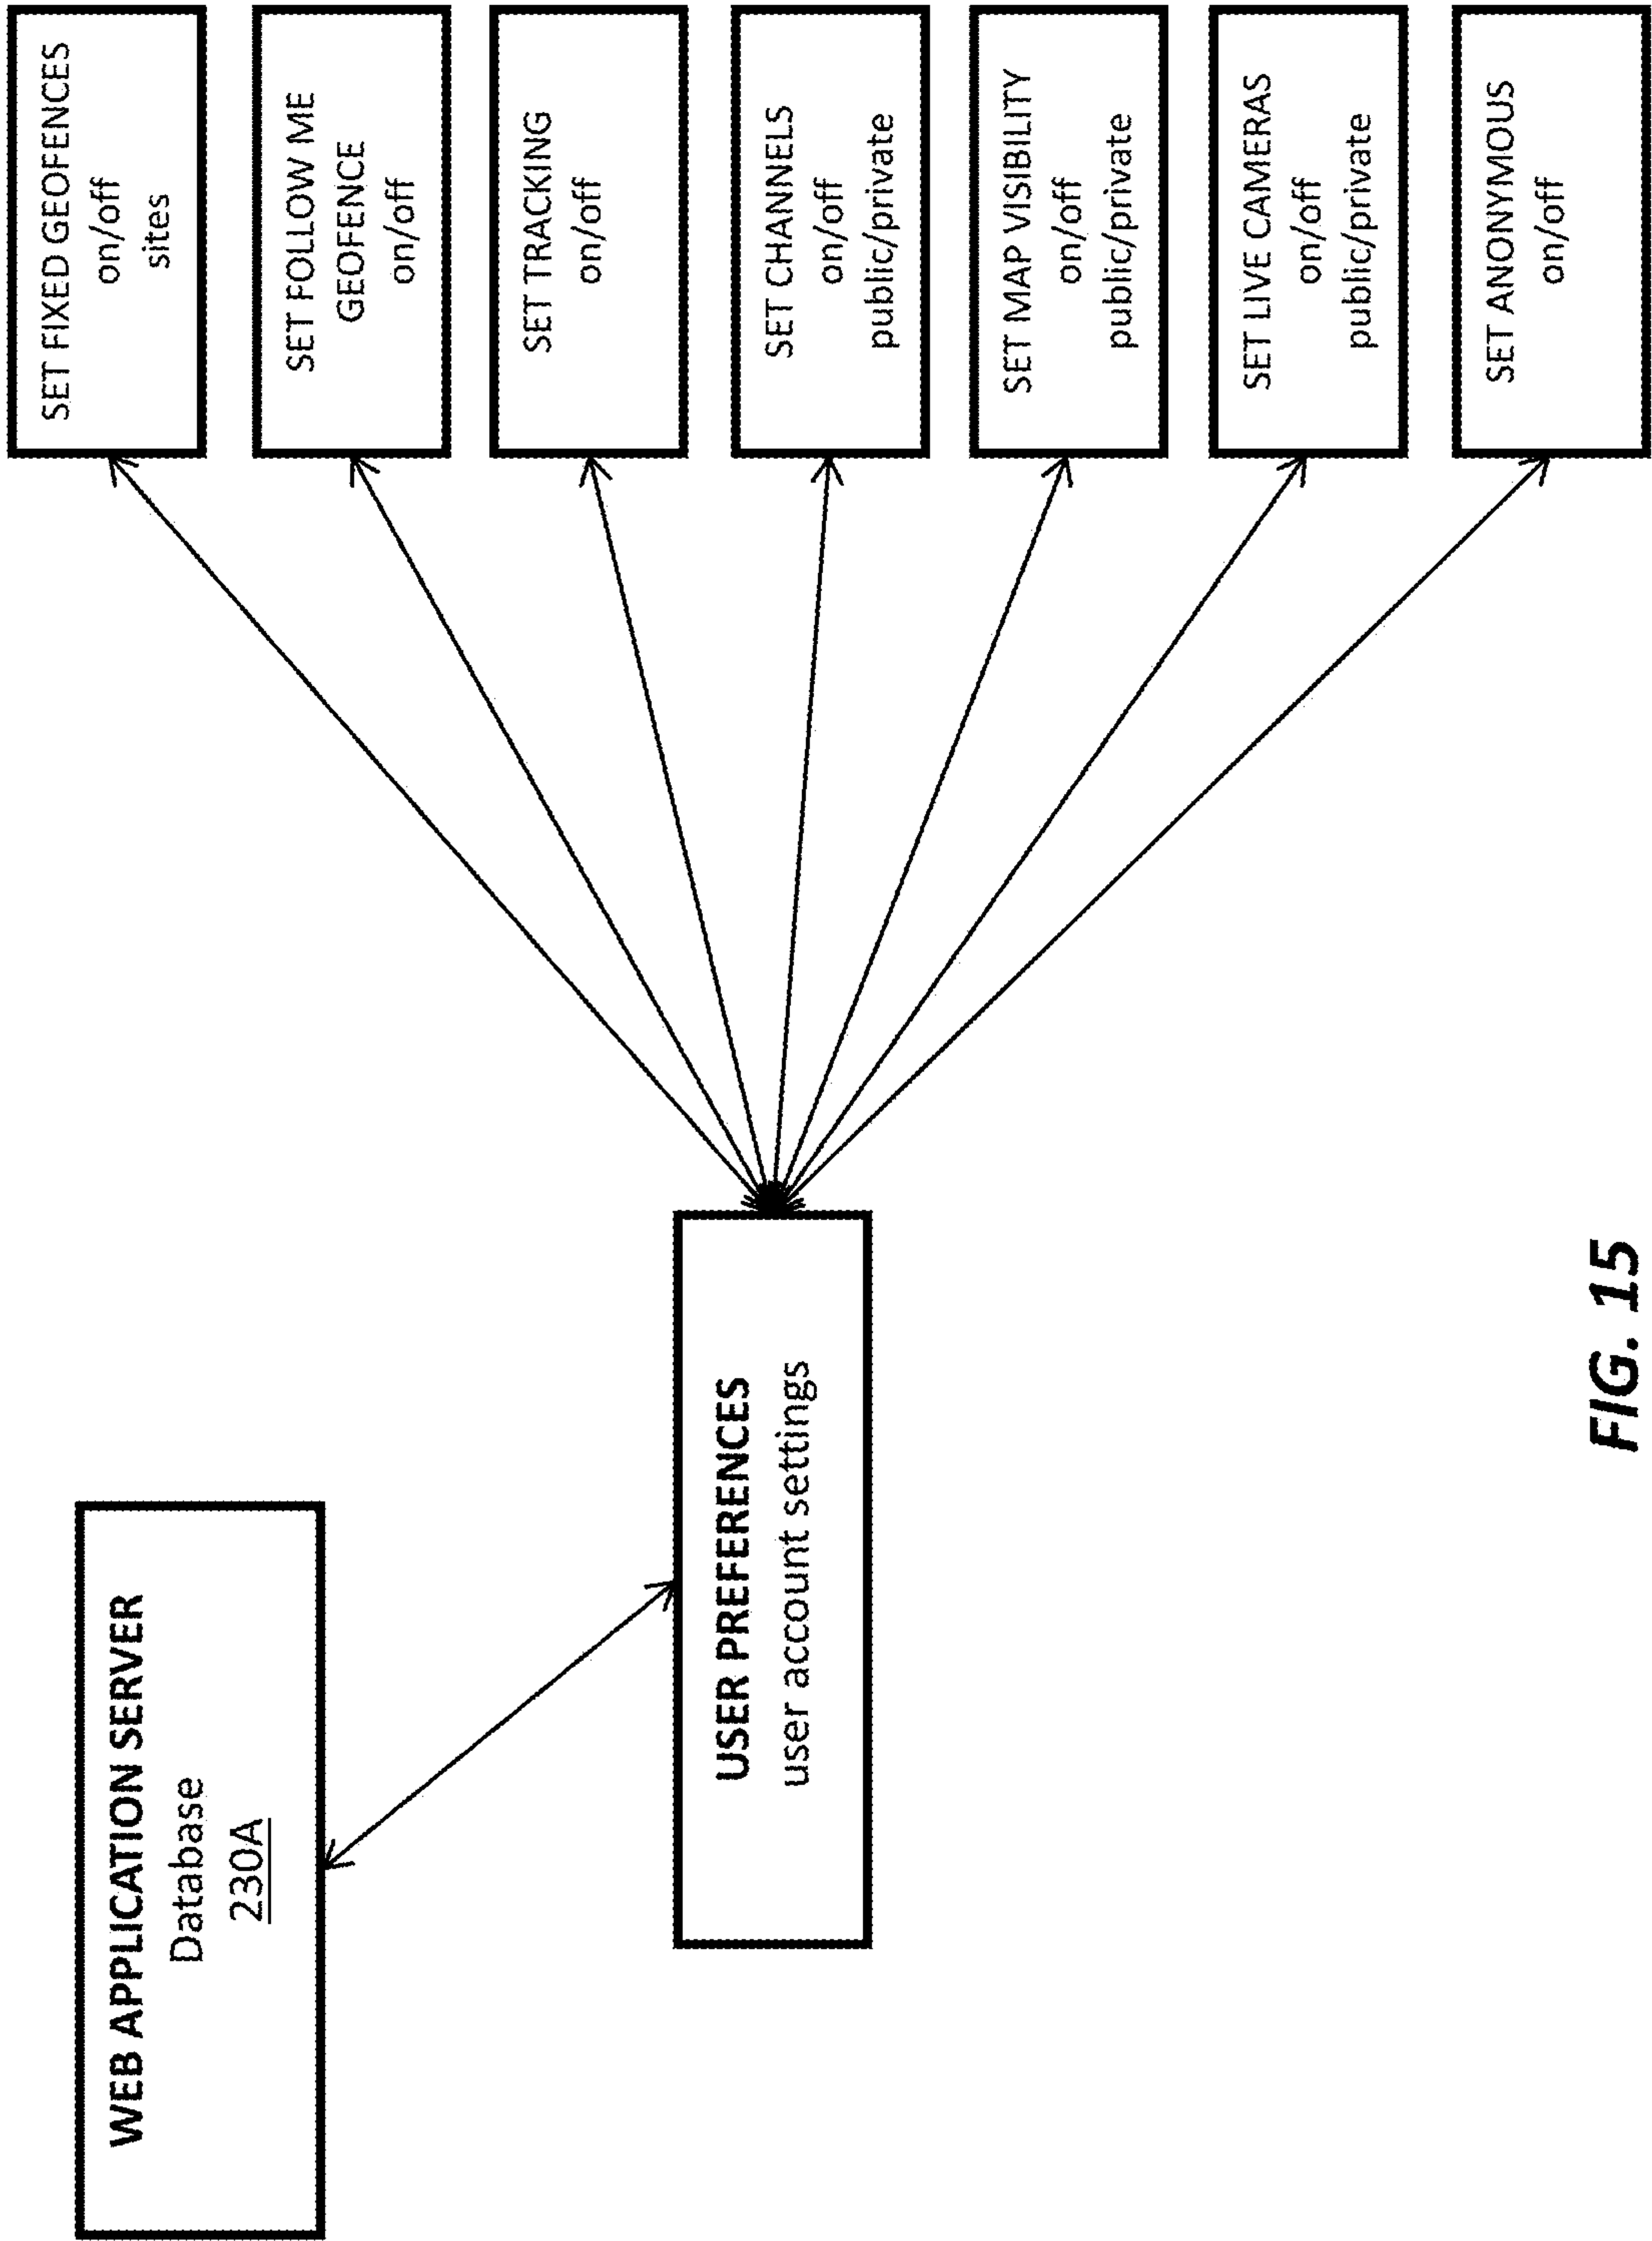 WEB APPLICATION SERVER
Database
230A
USER PREFERENCES
user account settings
SET FIXED GEOFENCES
on/off
sites
SET FOLLOW ME
GEOFENCE
on/off
SET TRACKING
on/off
SET CHANNELS
on/off
public/private
SET MAP VISIBILITY
on/off
public/private
SET LIVE CAMERAS
on/off
public/private
SET ANONYMOUS
on/off
FIG. 15